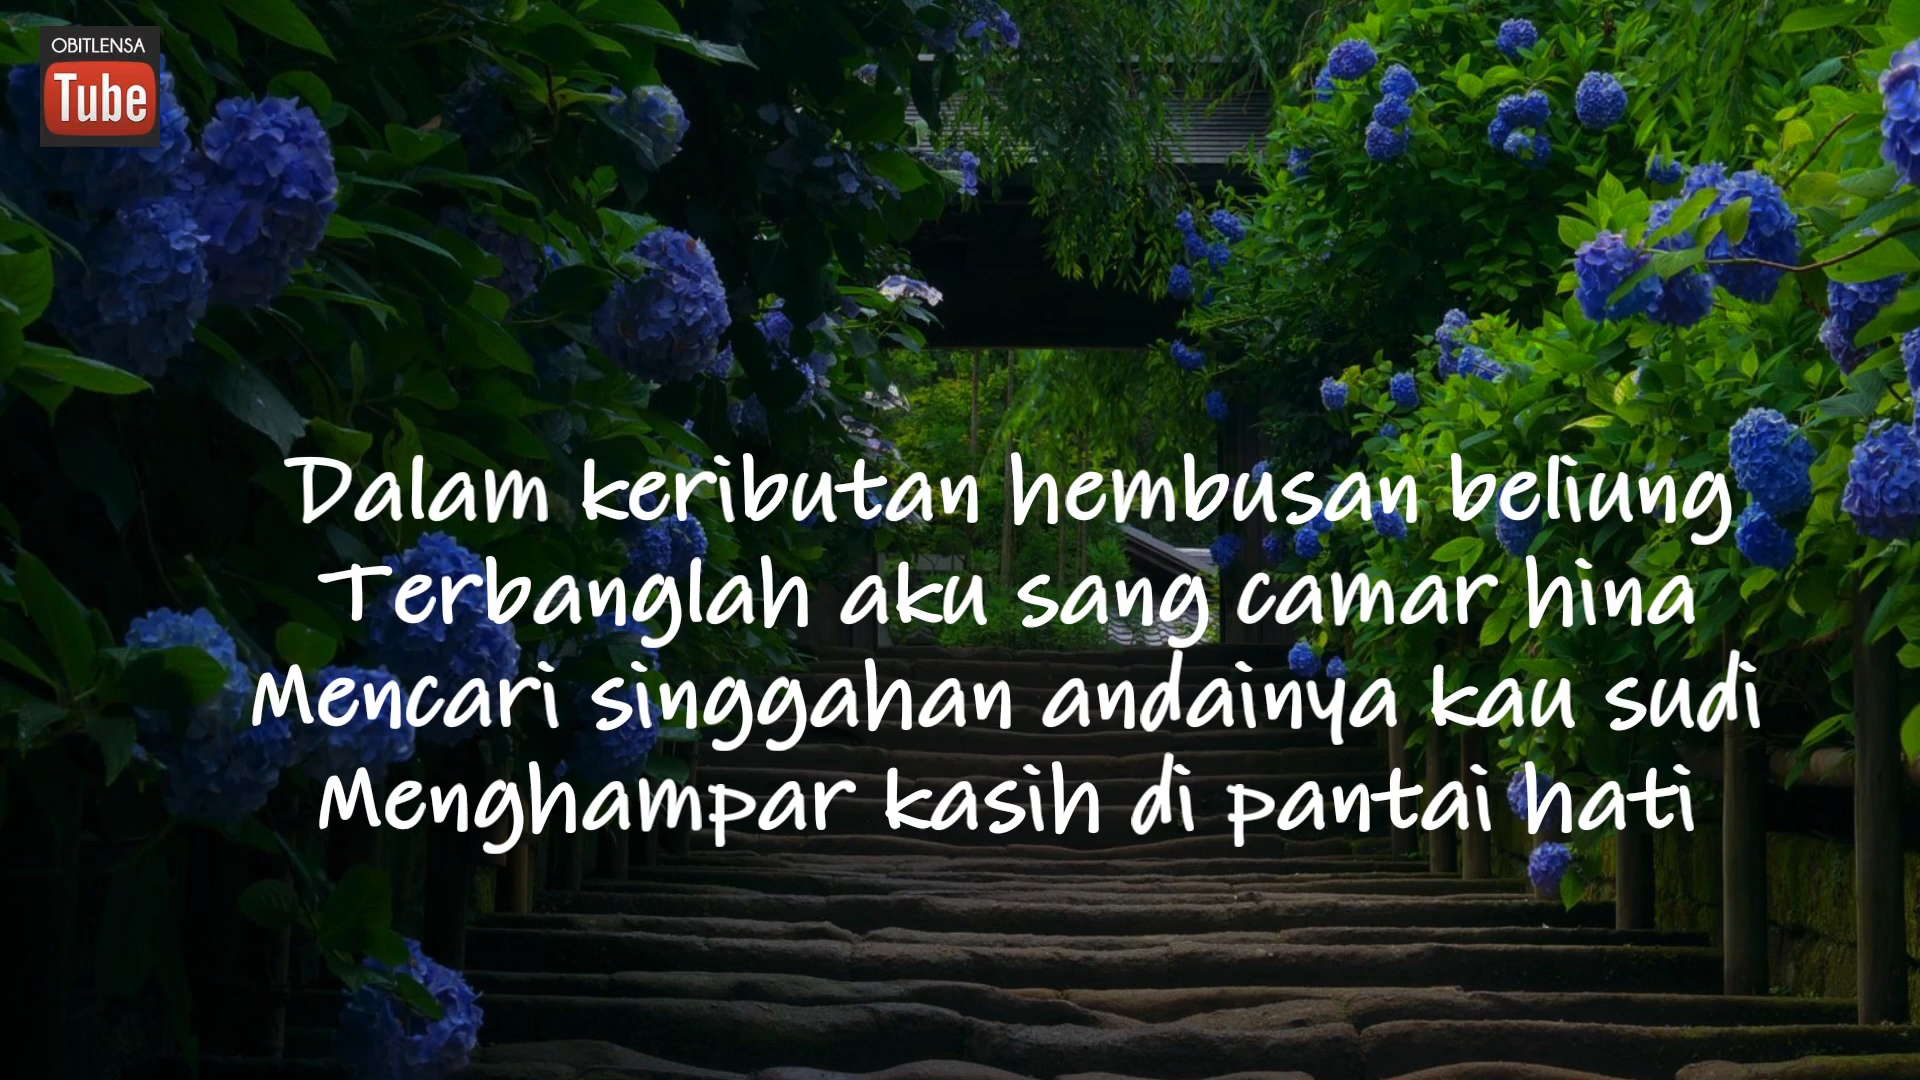 OBITLENSA
Tube
Dalam keributan hembusan beliung
Terbanglah aku sang camar hina
Mencari singgahan andainya kau sudi
Menghampar kasih di pantai hati